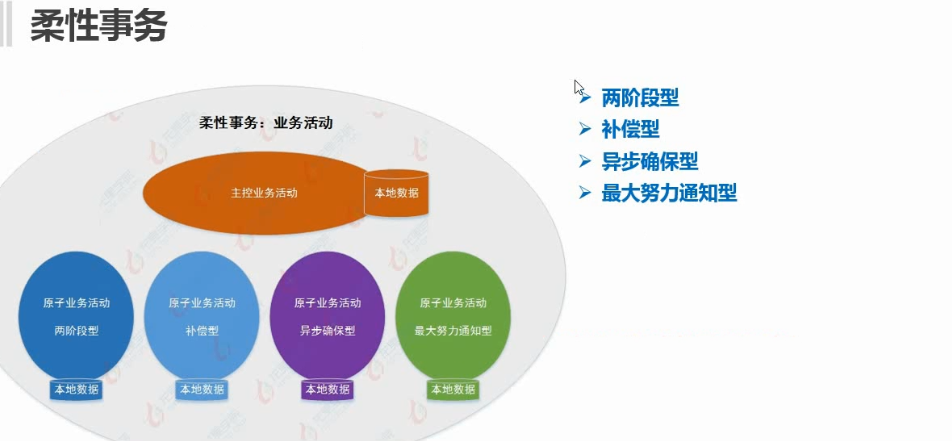 柔性事务
柔性事务：业务活动
主控业务活动
本地数据
原子业务活动
两阶段型
本地数据
原子业务活动
补偿型
本地数据
原子业务活动
异步确保型
本地数据
原子业务活动
最大努力通知型
本地数据
两阶段型
补偿型
异步确保型
最大努力通知型